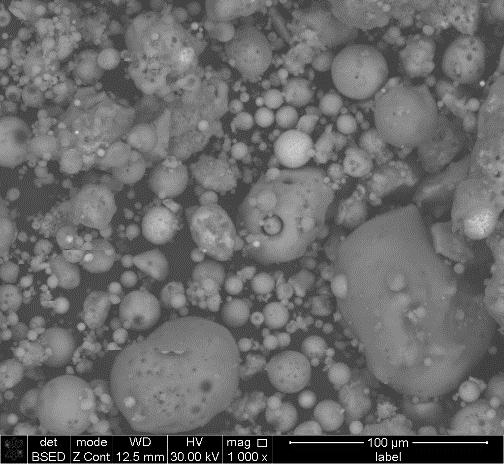 det mode WD HV mag □ 100 µm
BSED Z Cont 12.5 mm 30.00 kV 1 000 x label